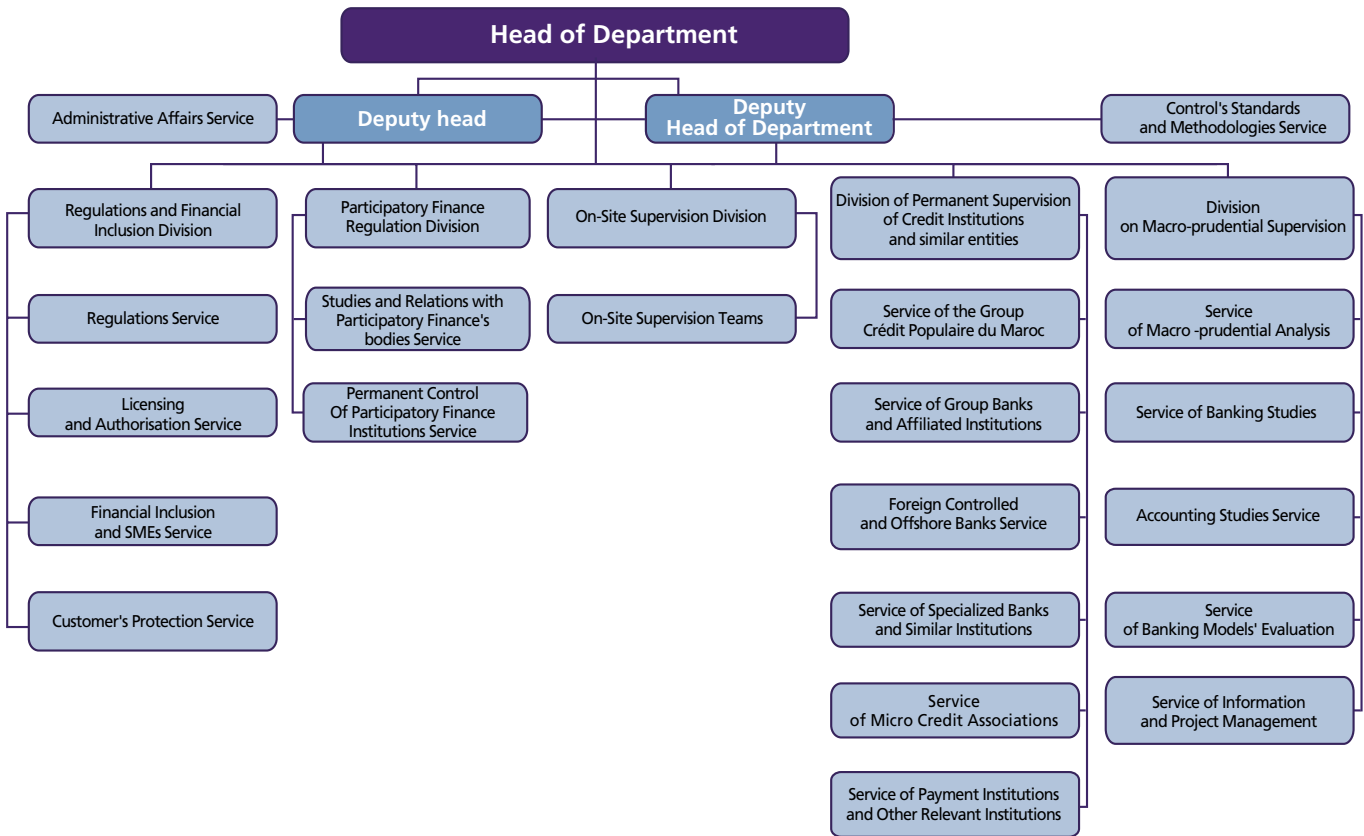 Head of Department
Administrative Affairs Service
Deputy head
Deputy
Head of Department
Control's Standards
and Methodologies Service
Regulations and Financial
Inclusion Division
Regulations Service
Licensing
and Authorisation Service
Financial Inclusion
and SMEs Service
Customer's Protection Service
Participatory Finance
Regulation Division
Studies and Relations with
Participatory Finance's
bodies Service
Permanent Control
Of Participatory Finance
Institutions Service
On-Site Supervision Division
On-Site Supervision Teams
Division of Permanent Supervision
of Credit Institutions
and similar entities
Service of the Group
Crédit Populaire du Maroc
Service of Group Banks
and Affiliated Institutions
Foreign Controlled
and Offshore Banks Service
Service of Specialized Banks
and Similar Institutions
Service
of Micro Credit Associations
Service of Payment Institutions
and Other Relevant Institutions
Division
on Macro-prudential Supervision
Service
of Macro -prudential Analysis
Service of Banking Studies
Accounting Studies Service
Service
of Banking Models' Evaluation
Service of Information
and Project Management